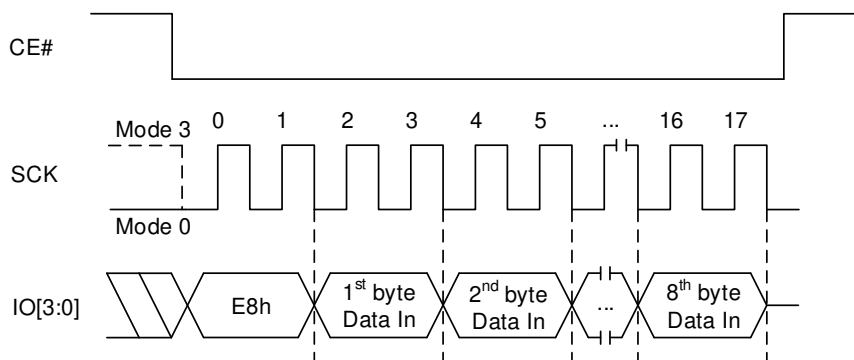 CE#
Mode 3
0 1 2 3 4 5 ... 16 17
SCK
Mode 0
IO[3:0]
E8h
1st byte
Data In
2nd byte
Data In
...
8th byte
Data In